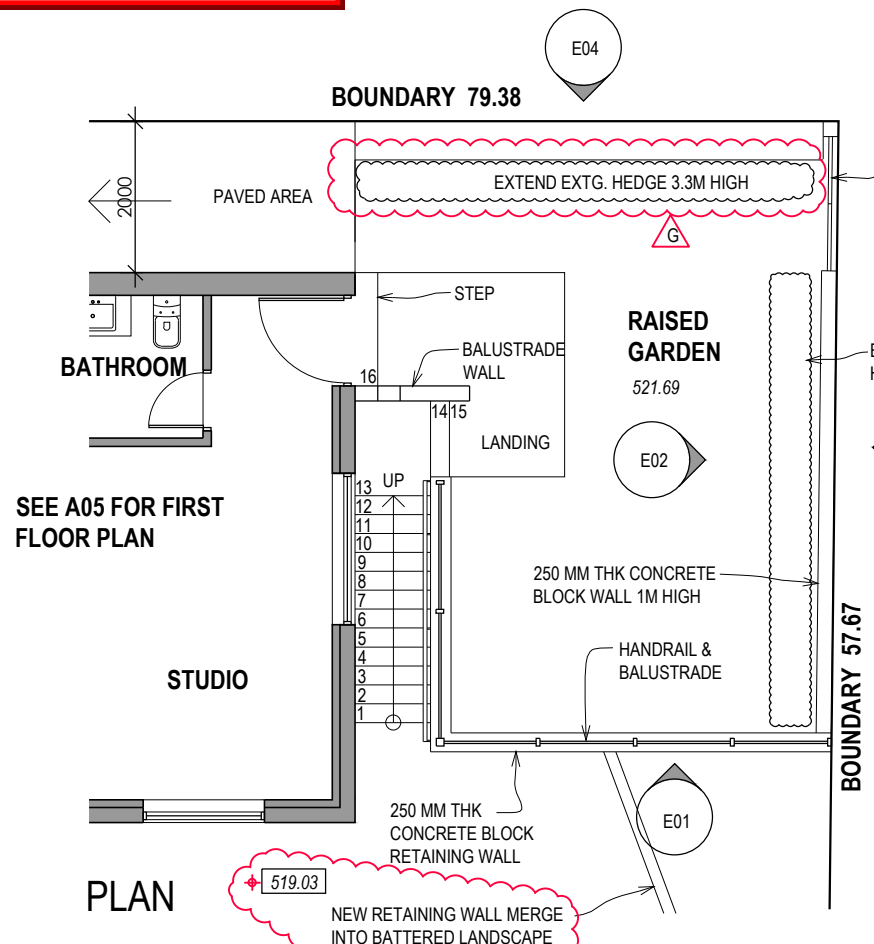 E04
BOUNDARY 79.38
2000
PAVED AREA
EXTEND EXTG. HEDGE 3.3M HIGH
G
STEP
RAISED
GARDEN
521.69
BALUSTRADE
WALL
BATHROOM
16
14 15
LANDING
E02
SEE A05 FOR FIRST
FLOOR PLAN
UP
13
12
11
10
9
8
7
6
5
4
3
2
1
250 MM THK CONCRETE
BLOCK WALL 1M HIGH
HANDRAIL &
BALUSTRADE
STUDIO
BOUNDARY 57.67
250 MM THK
CONCRETE BLOCK
RETAINING WALL
E01
PLAN
519.03
NEW RETAINING WALL MERGE
INTO BATTERED LANDSCAPE